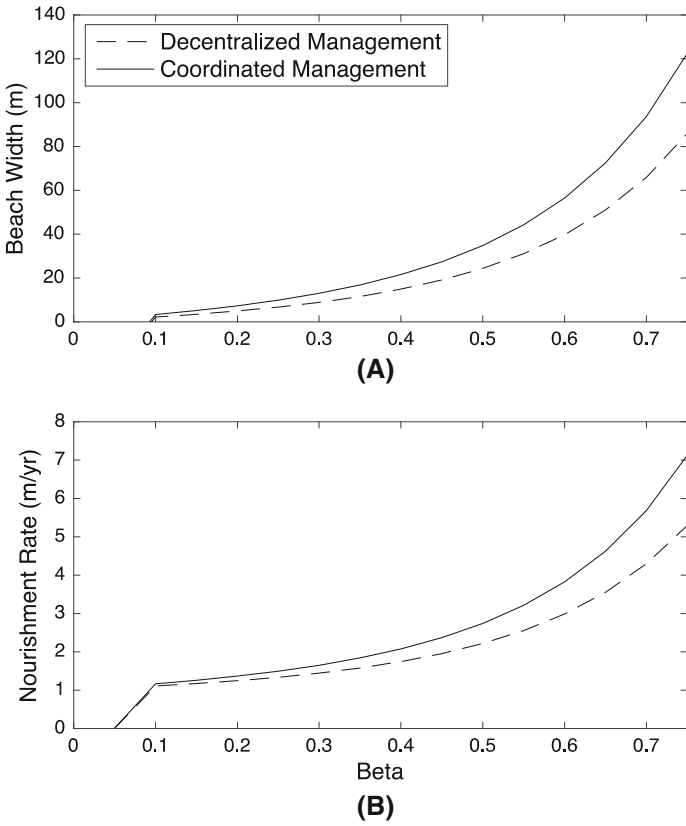 140
120
100
80
60
40
20
0
Beach Width (m)
Decentralized Management
Coordinated Management
0 0.1 0.2 0.3 0.4 0.5 0.6 0.7
(A)
8
7
6
5
4
3
2
1
0
Nourishment Rate (m/yr)
0 0.1 0.2 0.3 0.4 0.5 0.6 0.7
Beta
(B)